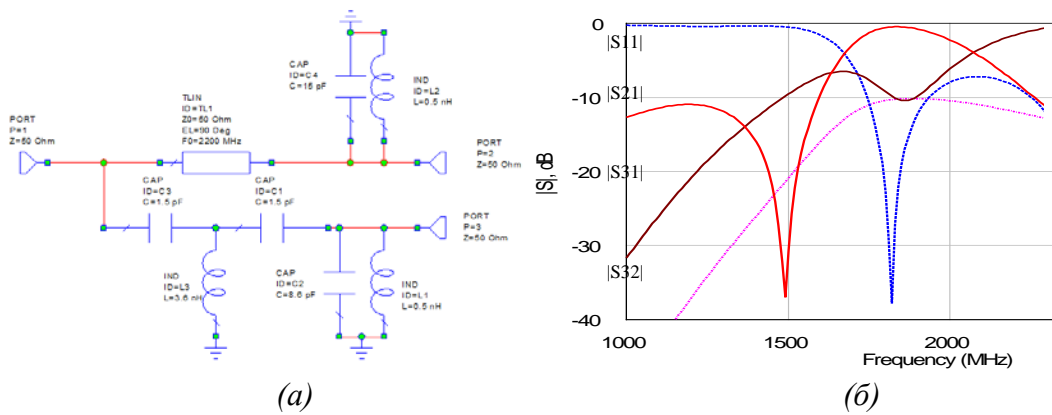 CAP
ID=C4
C=15 pF
IND
ID=L2
L=0.5 nH
TLIN
ID=TL1
Z0=50 Ohm
EL=90 Deg
F0=2200 MHz
PORT
P=1
Z=50 Ohm
PORT
P=2
Z=50 Ohm
CAP
ID=C3
C=1.5 pF
CAP
ID=C1
C=1.5 pF
PORT
P=3
Z=50 Ohm
IND
ID=L3
L=3.6 nH
CAP
ID=C2
C=8.6 pF
IND
ID=L1
L=0.5 nH
(а)
0
-10
-20
-30
-40
|S11|
|S21|
|S31|
|S32|
|S|, dB
1000
1500
2000
Frequency (MHz)
(б)